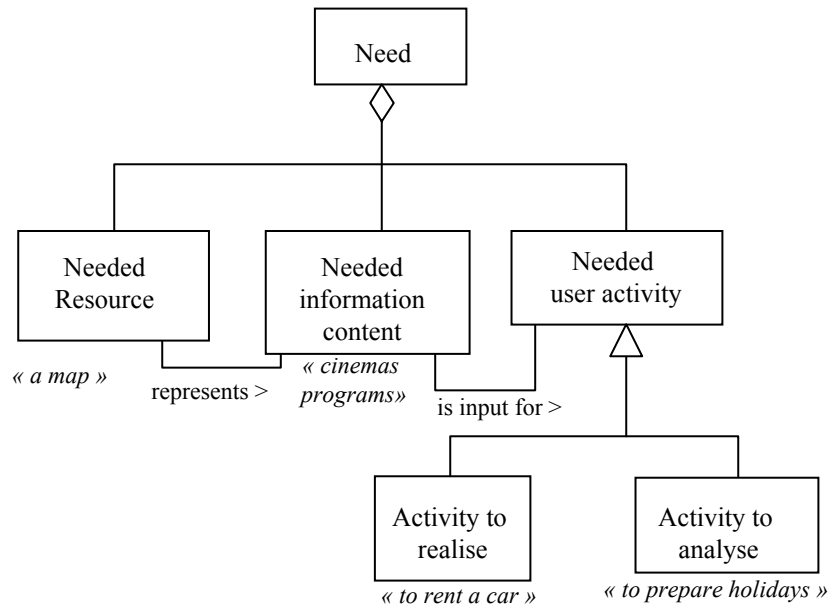 Need
Needed
Resource
Needed
information
content
Needed
user activity
« a map »
represents >
« cinemas
programs»
is input for >
Activity to
realise
Activity to
analyse
« to rent a car »
« to prepare holidays »